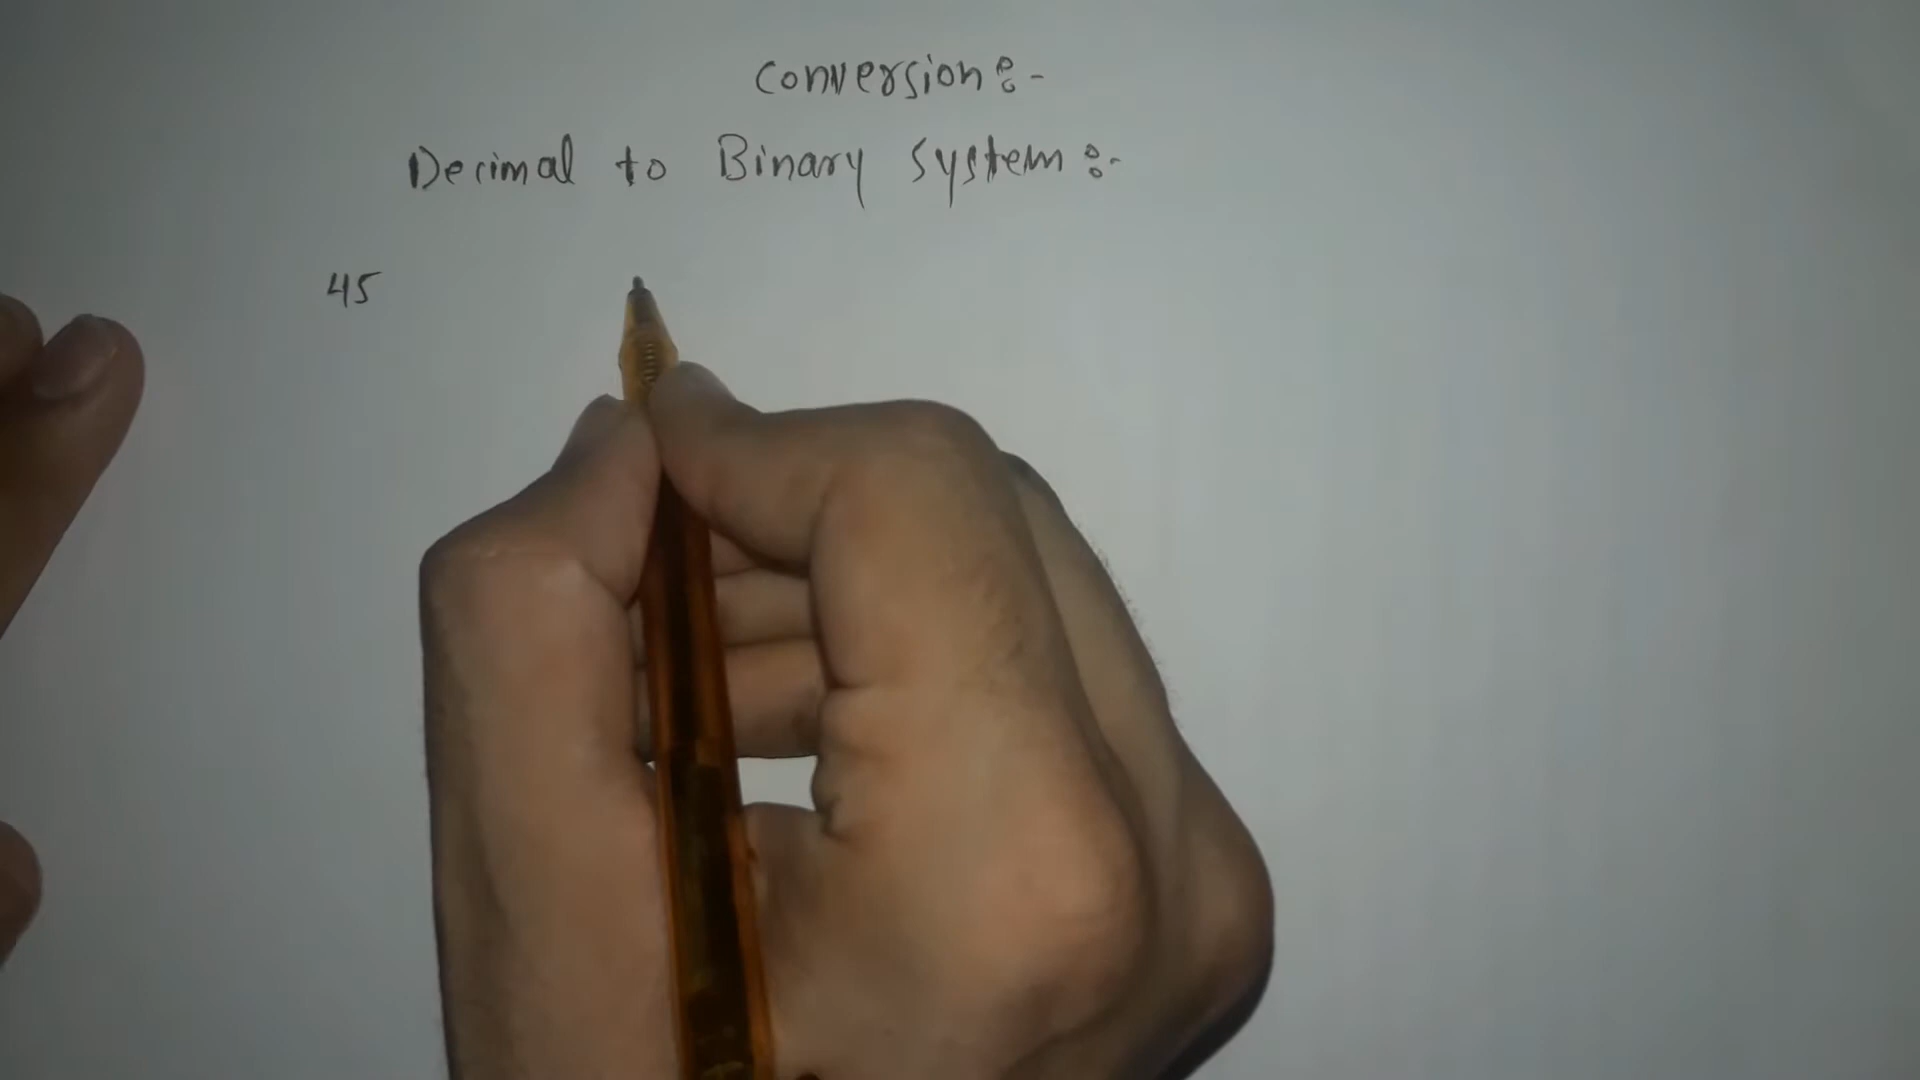 Conversion:-
Decimal to Binary System:-
45